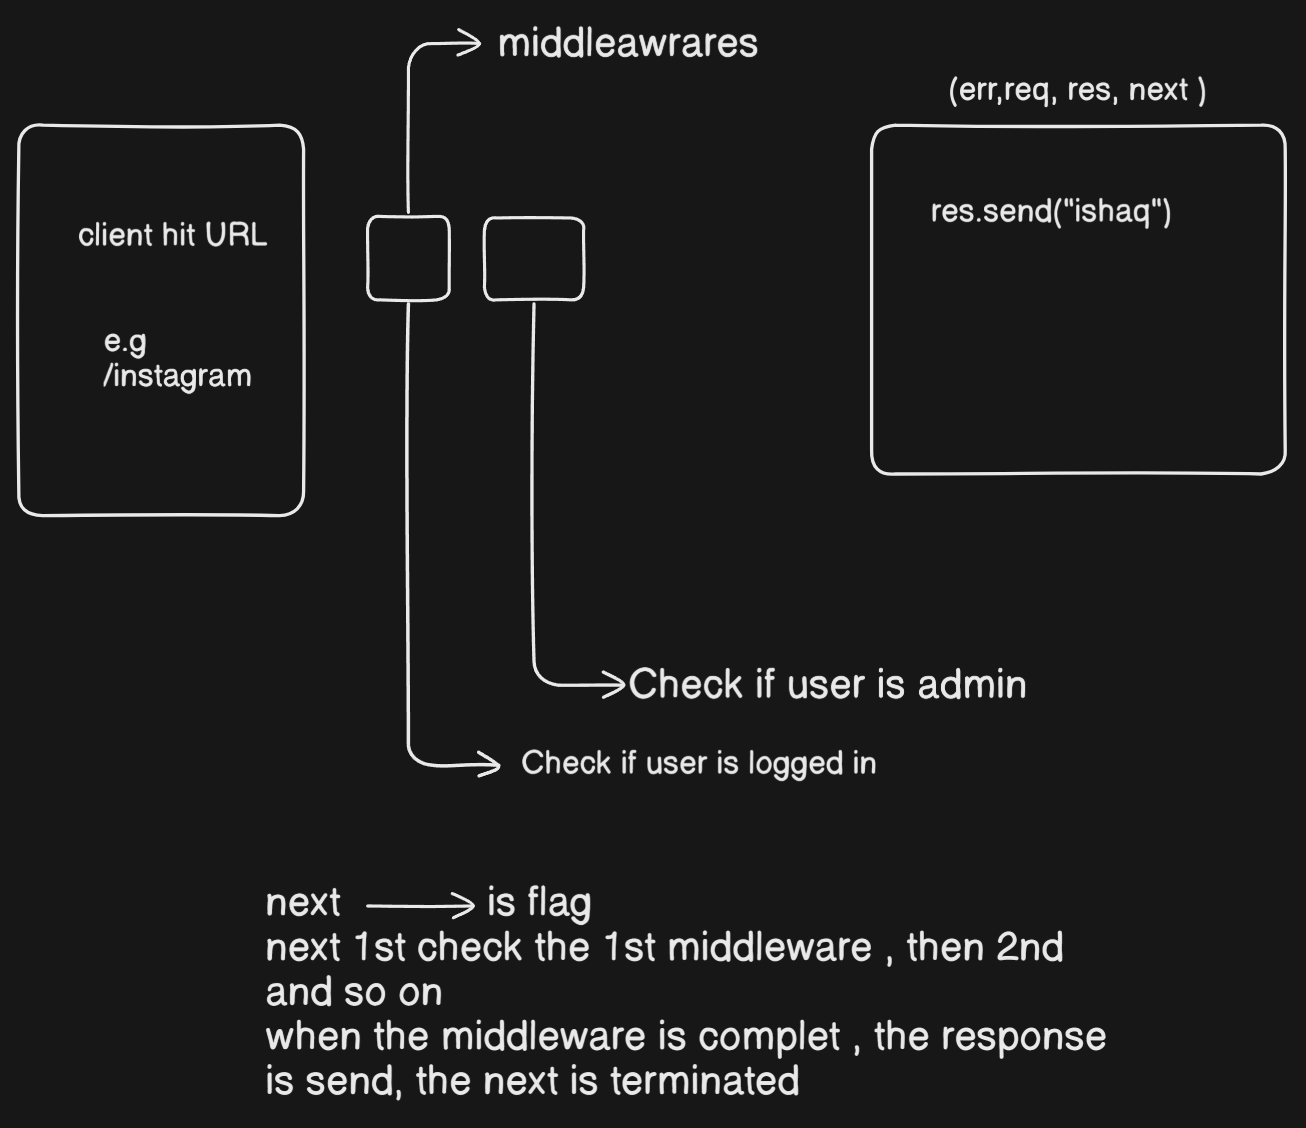 middleawrares
(err,req, res, next )
client hit URL
e.g
/instagram
res.send("ishaq")
Check if user is admin
Check if user is logged in
next is flag
next 1st check the 1st middleware , then 2nd
and so on
when the middleware is complet , the response
is send, the next is terminated